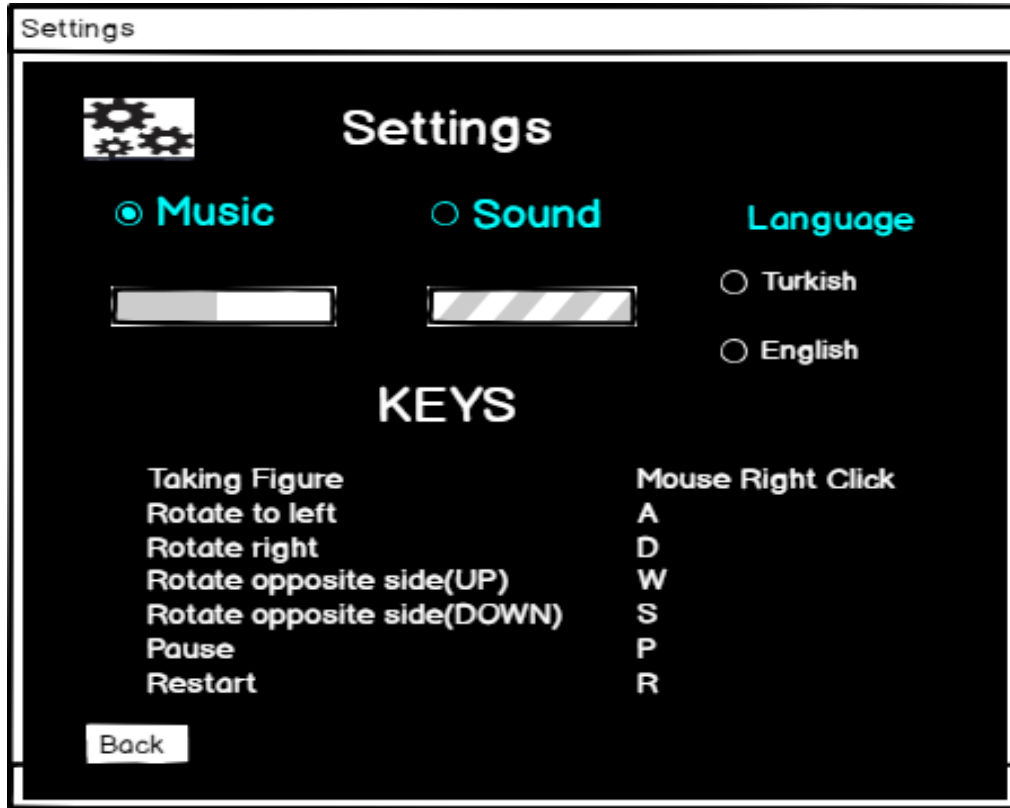 Settings
Settings
Music Sound Language
Turkish
English
KEYS
Taking Figure Mouse Right Click
Rotate to left A
Rotate right D
Rotate opposite side(UP) W
Rotate opposite side(DOWN) S
Pause P
Restart R
Back